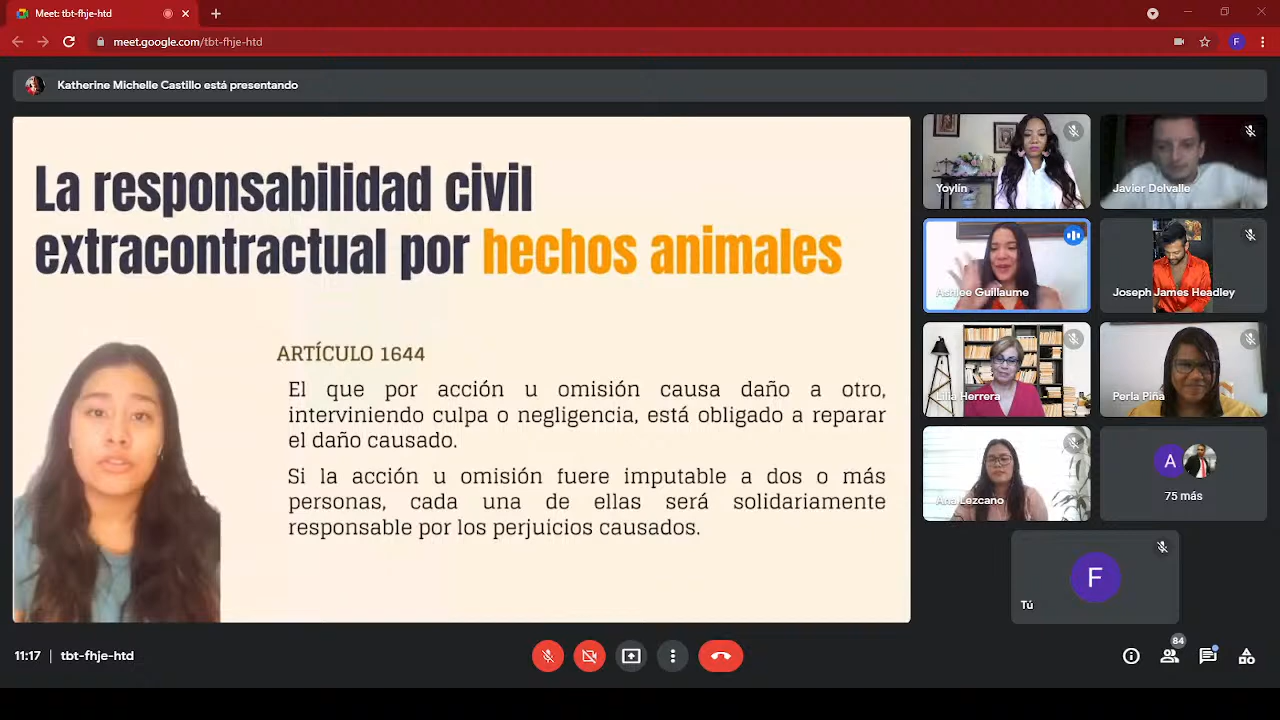 Meet: tbt-fhje-htd
meet.google.com/tbt-fhje-htd
F
Katherine Michelle Castillo está presentando
La responsabilidad civil
extracontractual por hechos animales
ARTÍCULO 1644
El que por acción u omisión causa daño a otro,
interviniendo culpa o negligencia, está obligado a reparar
el daño causado.
Si la acción u omisión fuere imputable a dos o más
personas, cada una de ellas será solidariamente
responsable por los perjuicios causados.
Yoylín
Javier Delvalle
Ashlee Guillaume
Joseph James Headley
Lilia Herrera
Perla Piña
Ana Lezcano
A
75 más
F
Tú
11:17 | tbt-fhje-htd
84